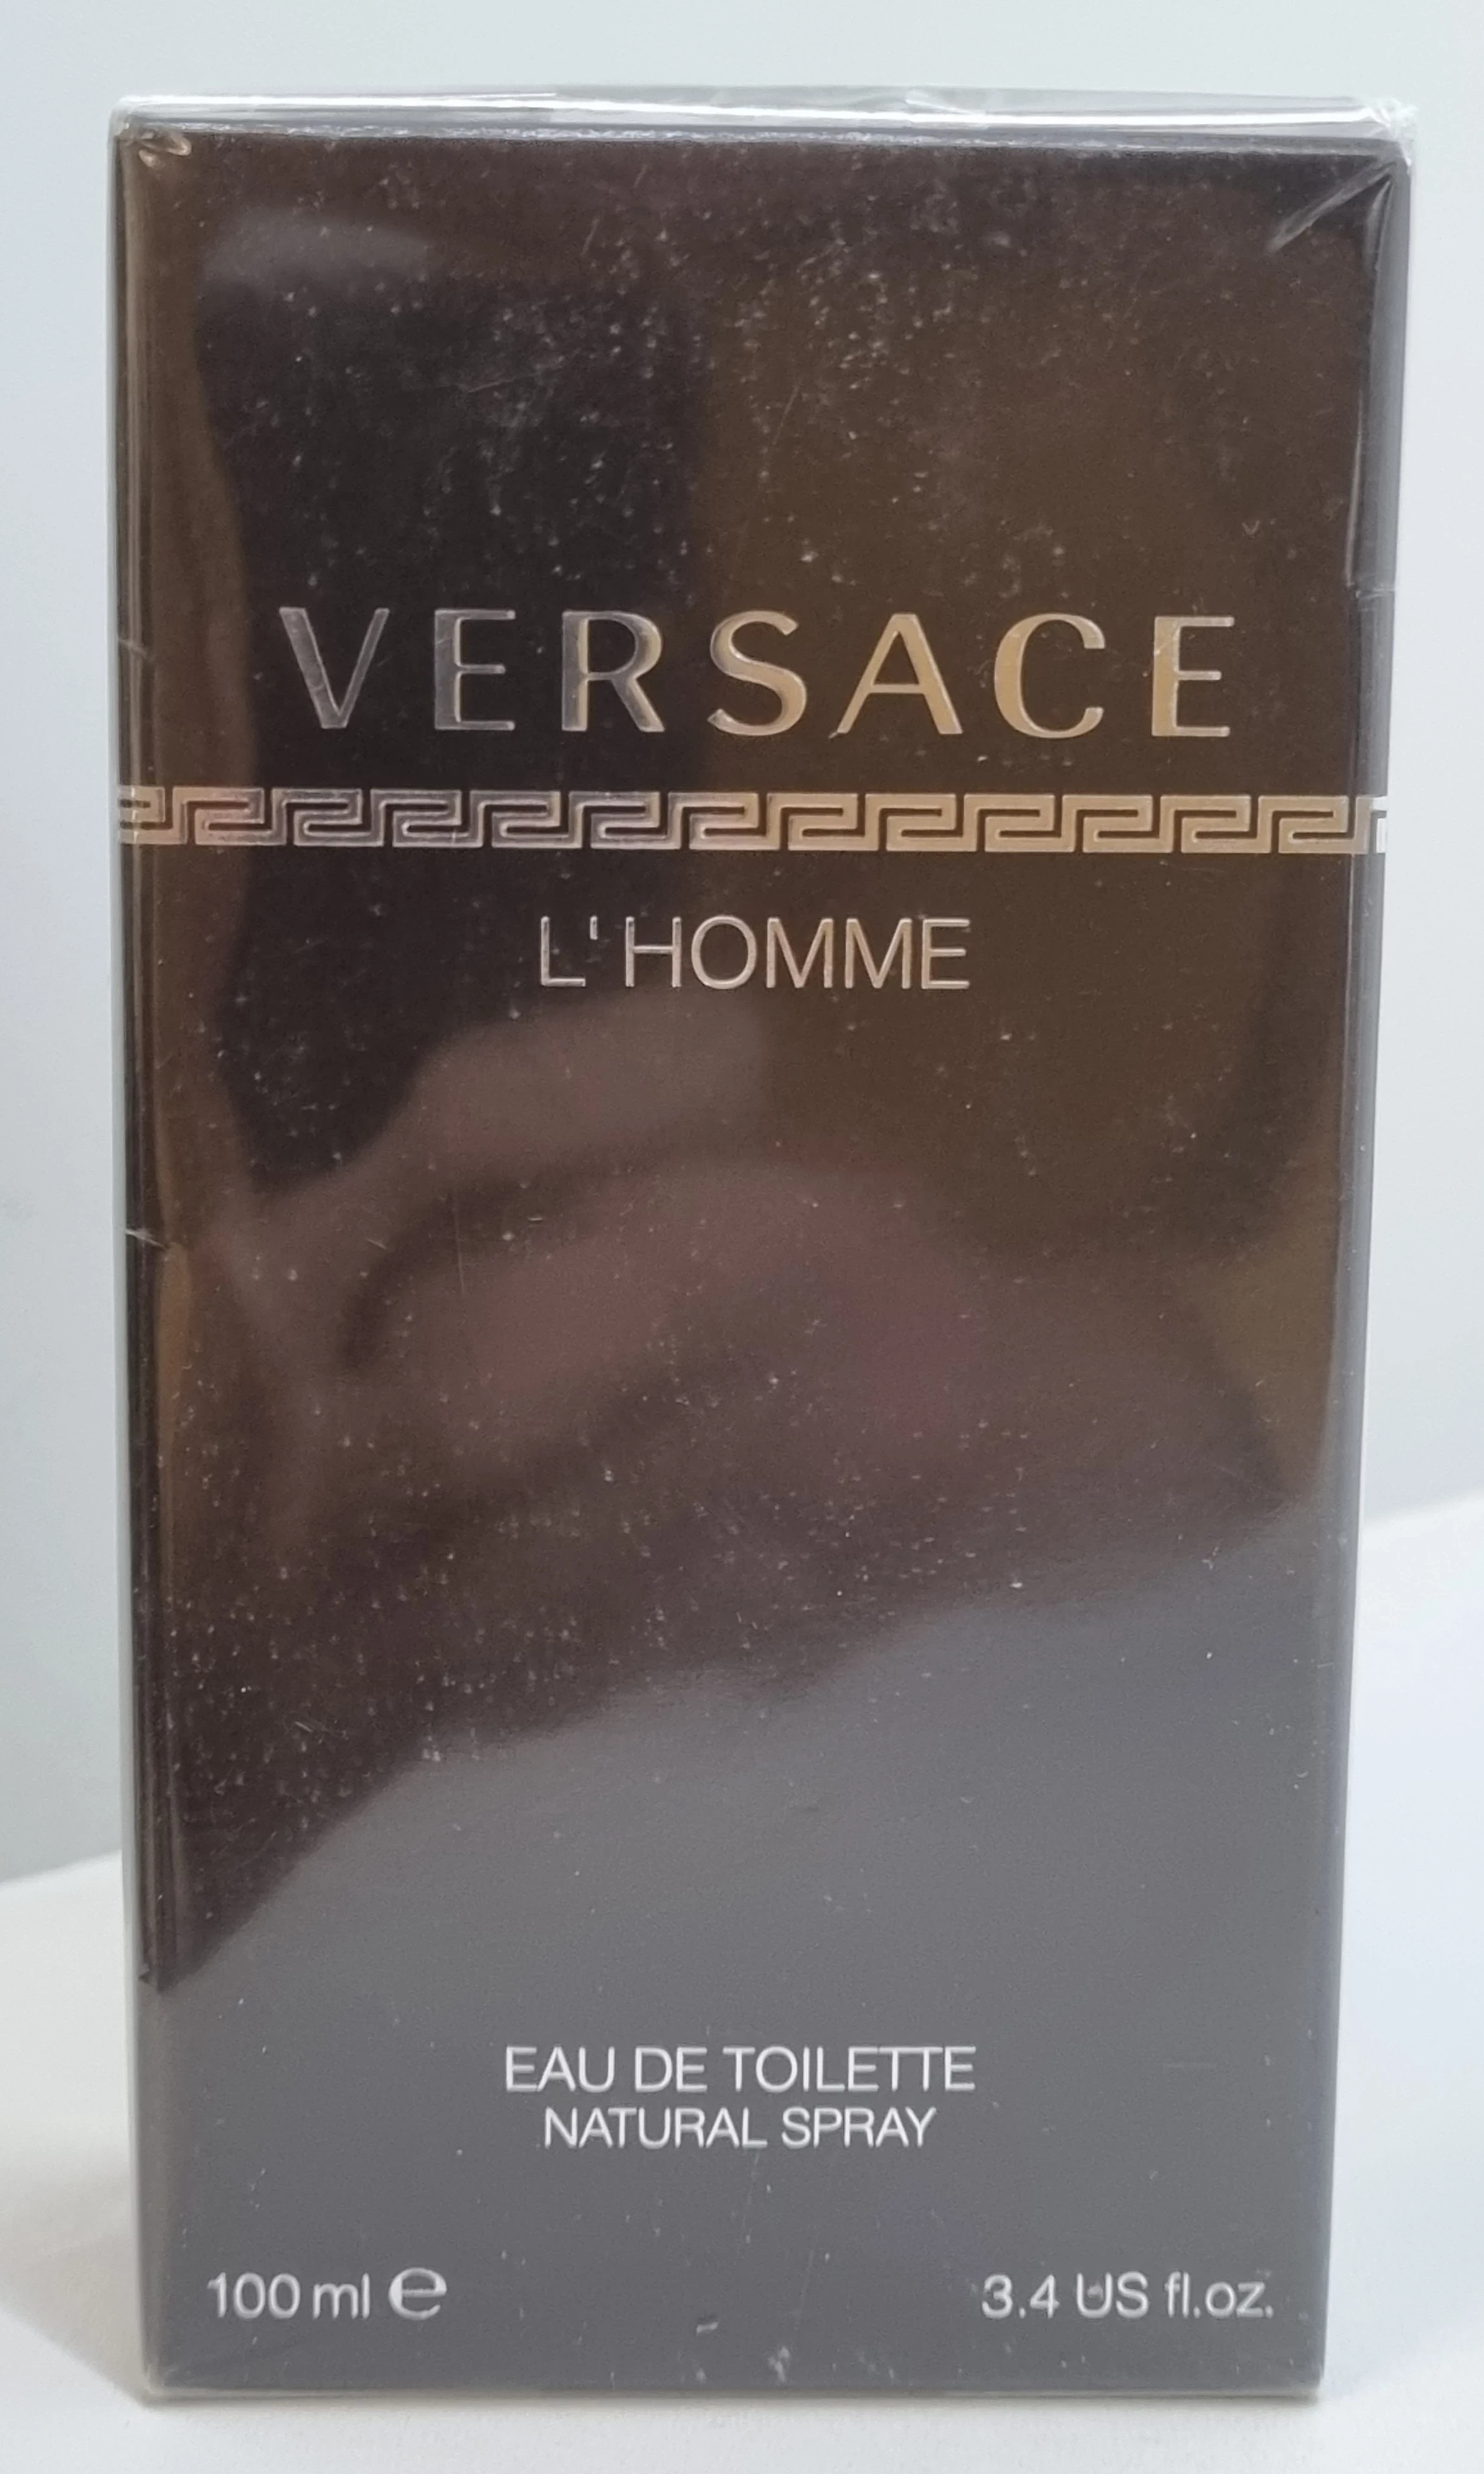 VERSACE
L'HOMME
EAU DE TOILETTE
NATURAL SPRAY
100 ml ℮
3.4 US fl.oz.